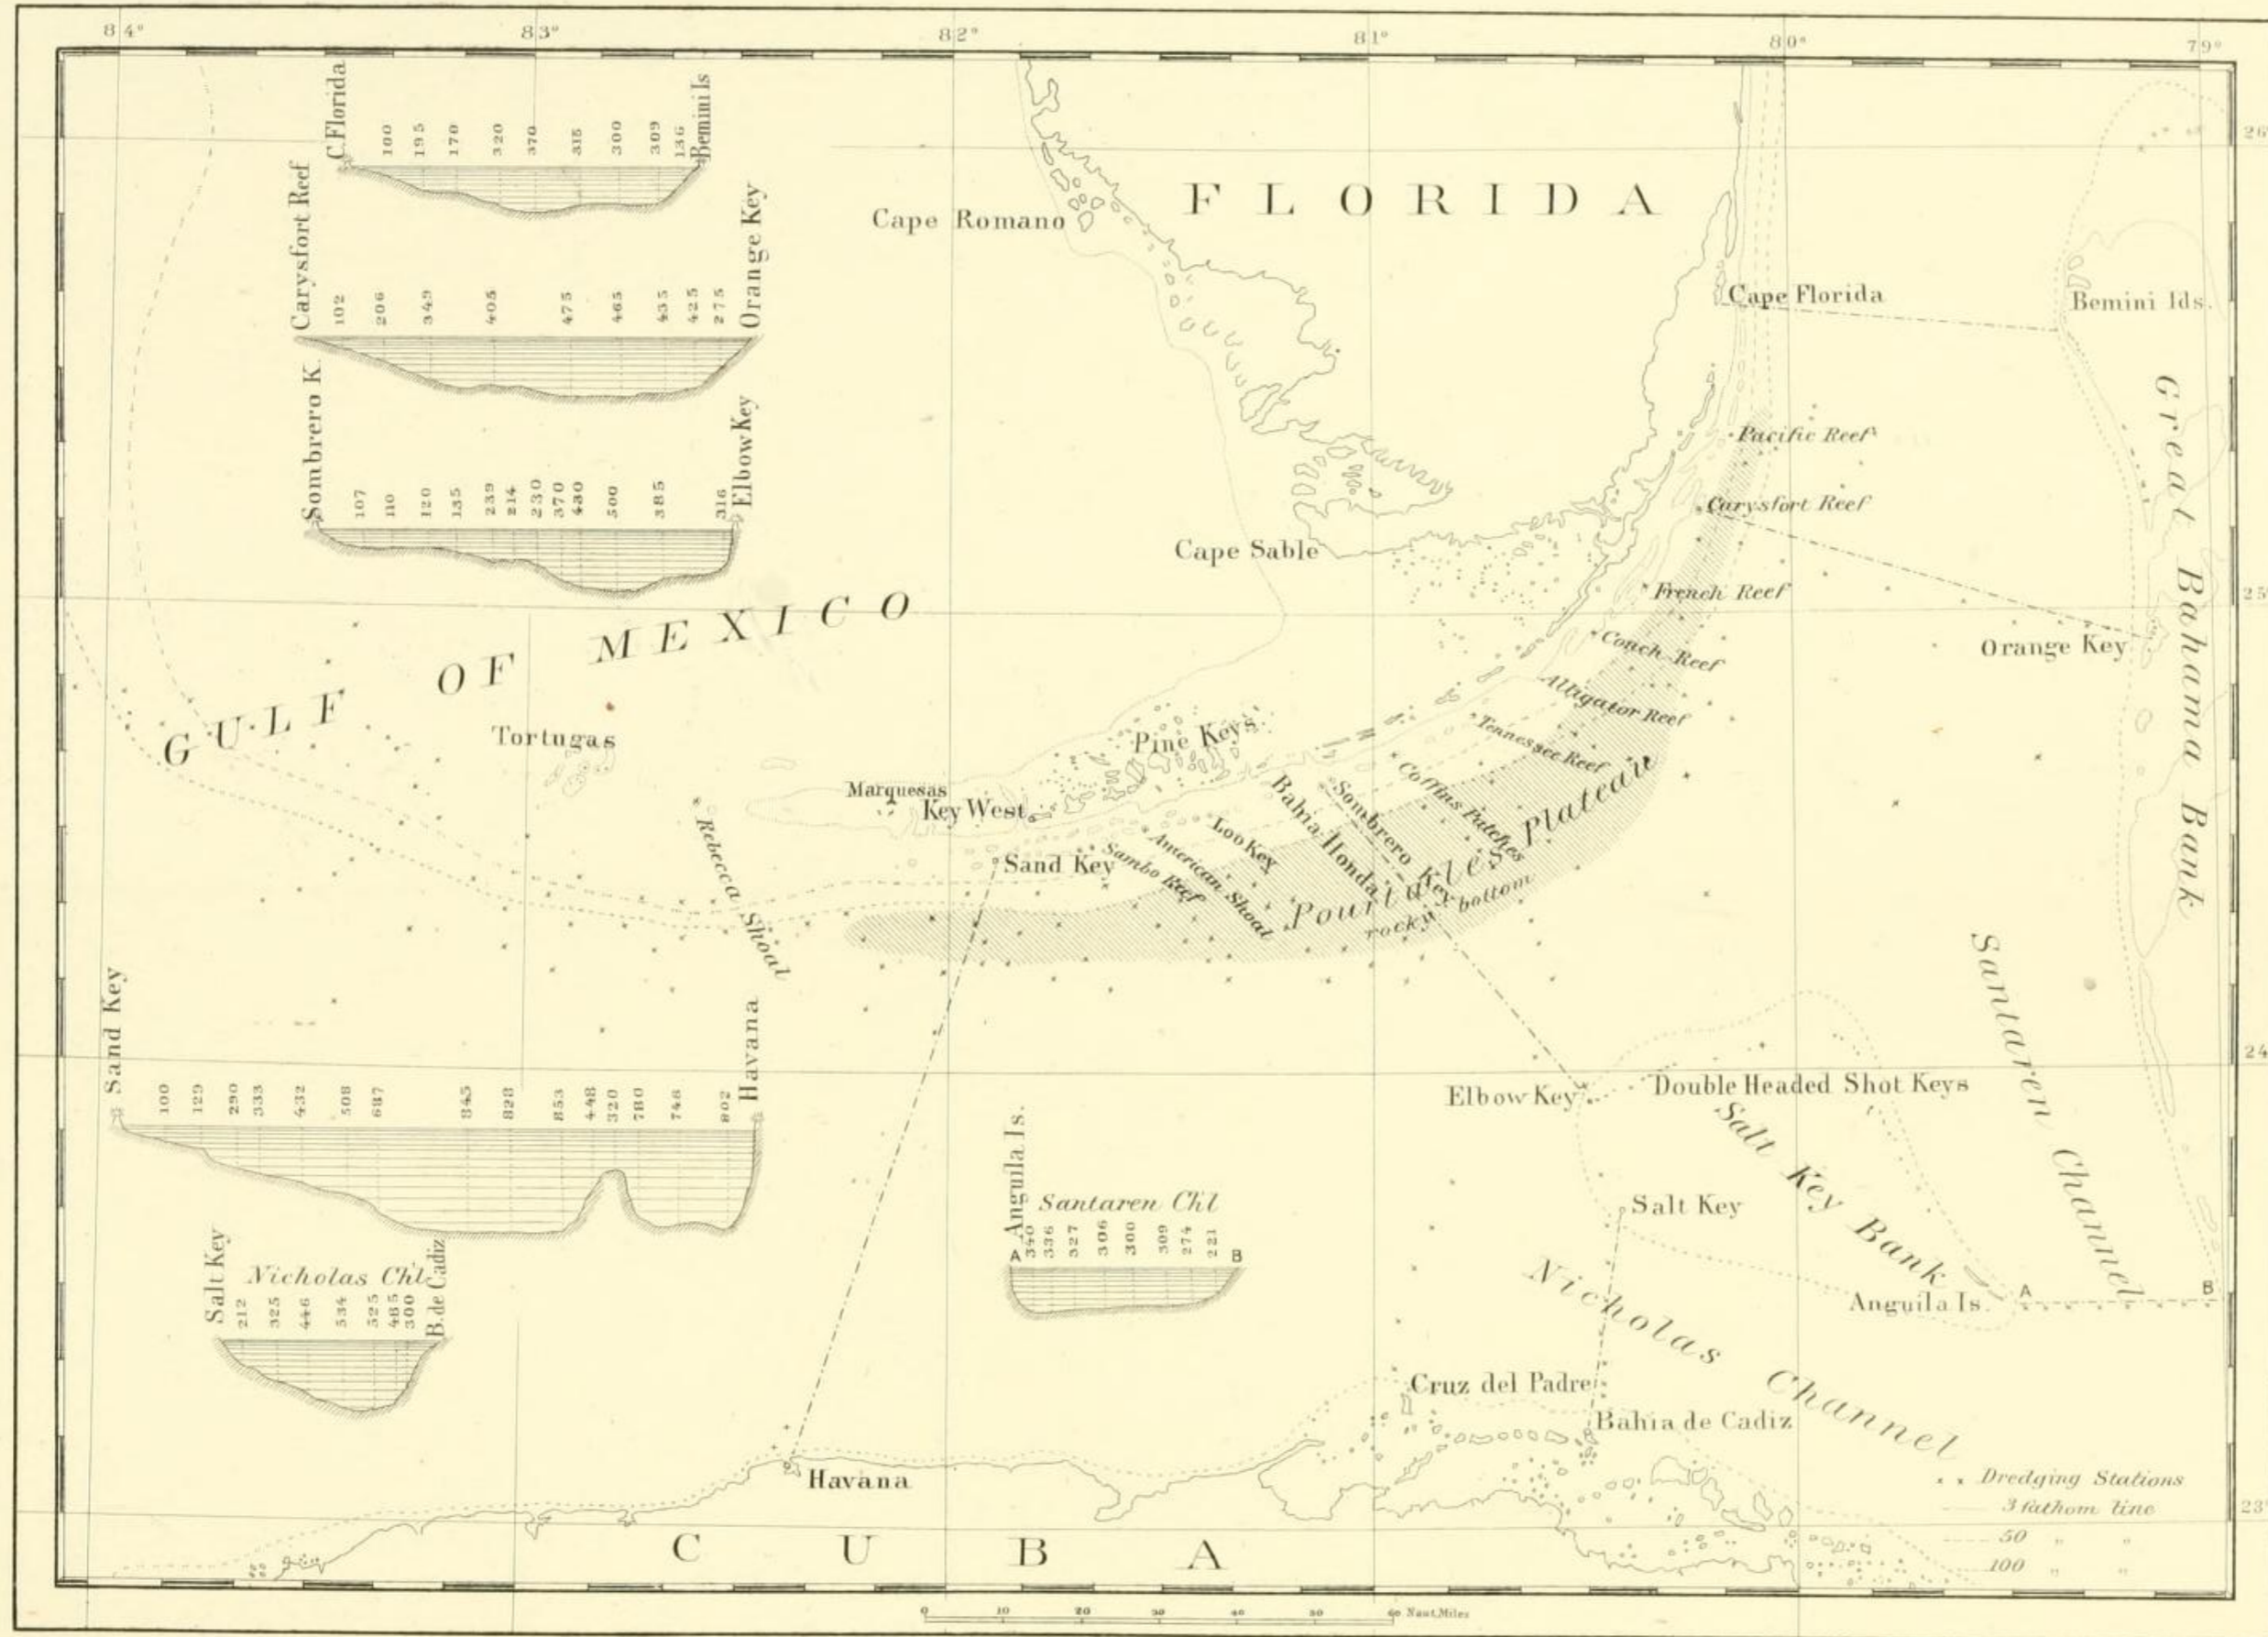 84° 83° 82° 81° 80° 79°
C. Florida
100 195 170 320 370 315 300 309 136
Bemini Is
Carysfort Reef
102 206 349 405 475 465 435 425 275
Orange Key
Sombrero K.
107 110 120 135 239 214 230 370 430 500 385 316
Elbow Key
FLORIDA
Cape Romano
26°
Cape Florida
Bemini Ids.
Great Bahama Bank
Pacific Reef
Carysfort Reef
Cape Sable
French Reef
25°
Conch Reef
Orange Key
GULF OF MEXICO
Alligator Reef
Tennessee Reef
Tortugas
Pine Keys
Coffins Patches
Marquesas
Key West
Bahia Honda
Sombrero Key
Loo Key
Rebecca Shoal
Sand Key
Sambo Reef
American Shoal
Pourtales Plateau
rocky bottom
Santaren Channel
24°
Sand Key
100 129 290 333 432 508 687 845 828 853 448 320 780 748 802
Havana
Elbow Key
Double Headed Shot Keys
Salt Key Bank
Salt Key
Anguila Is.
Santaren Chl
A 340 336 327 306 300 309 274 221 B
Salt Key
Nicholas Chl
212 325 446 534 525 485 300
B. de Cadiz
Nicholas Channel
Anguila Is. A B
Cruz del Padre
Bahia de Cadiz
Havana
CUBA
Dredging Stations
3 fathom line
50 " "
100 " "
23°
0 10 20 30 40 50 60 Naut. Miles